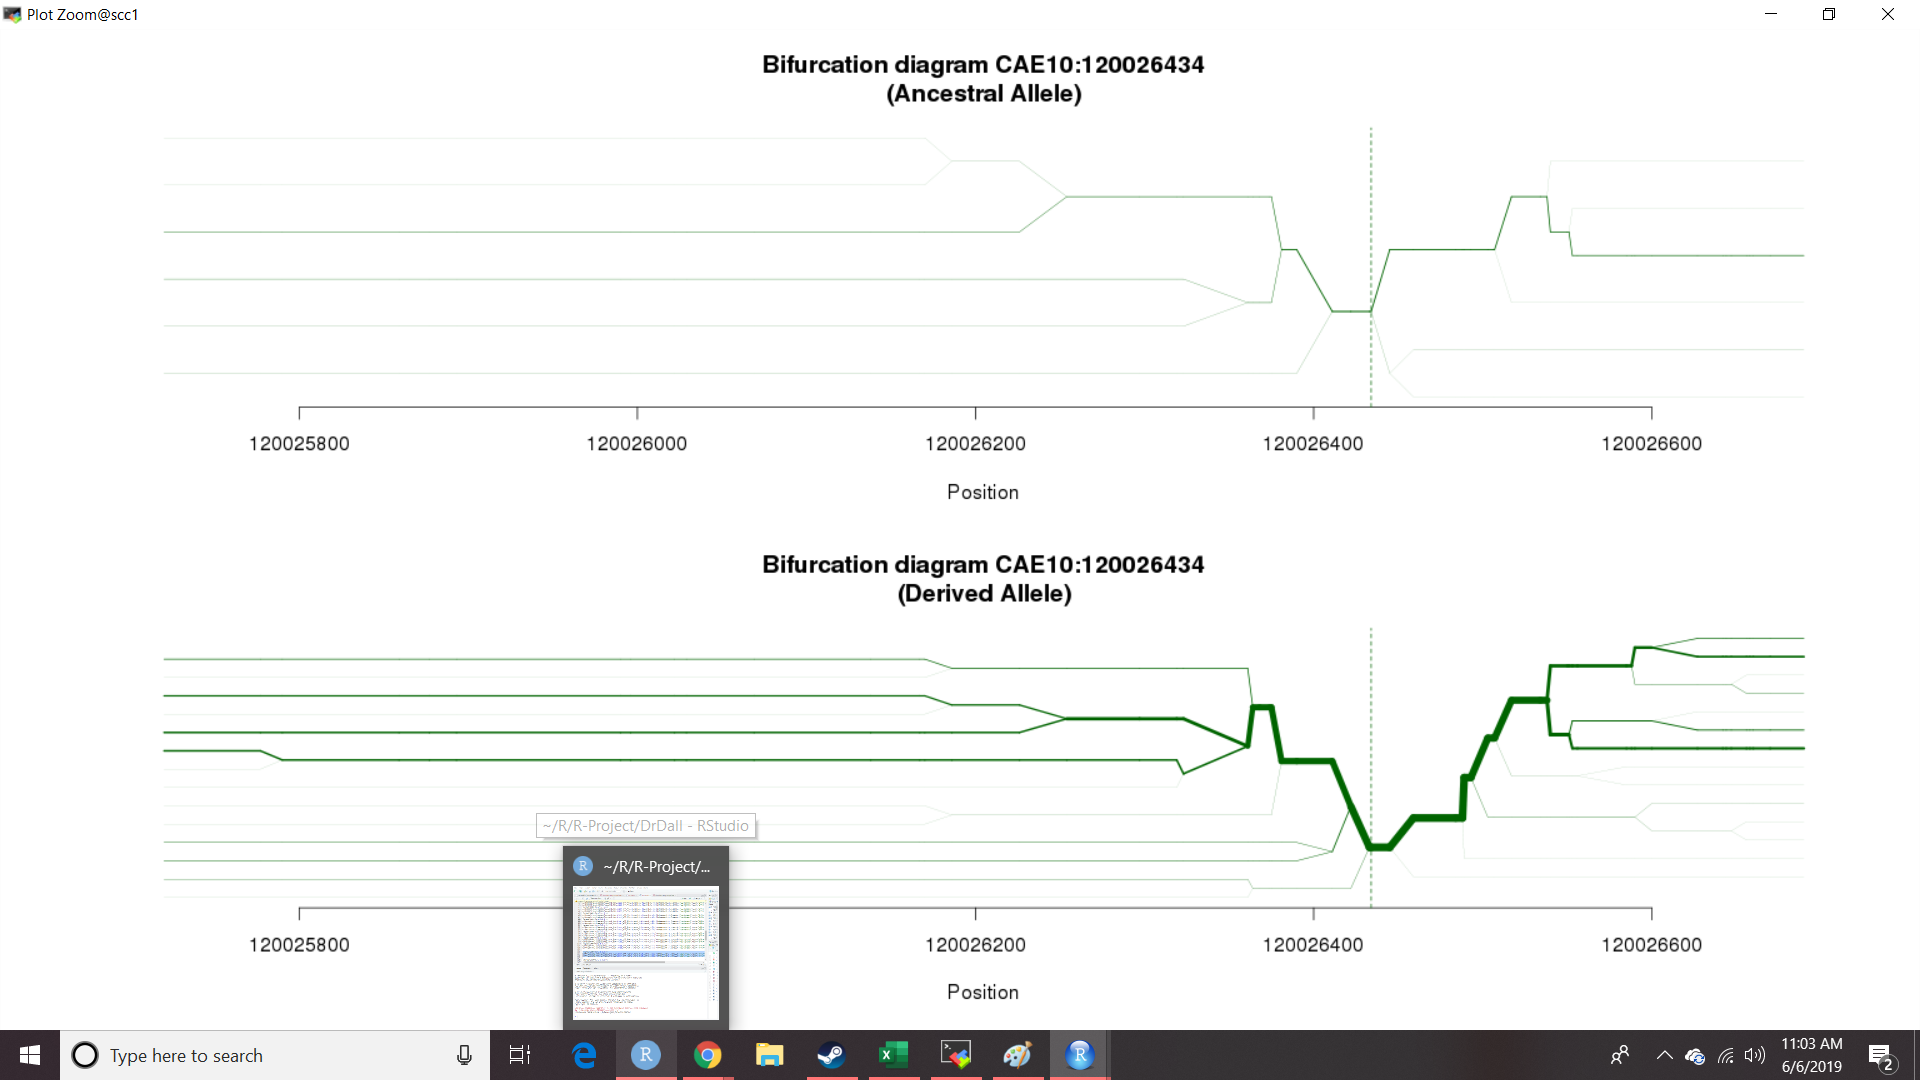 Plot Zoom@scc1
Bifurcation diagram CAE10:120026434
(Ancestral Allele)
120025800 120026000 120026200 120026400 120026600
Position
Bifurcation diagram CAE10:120026434
(Derived Allele)
~/R/R-Project/DrDall - RStudio
R ~/R/R-Project/...
120025800 120026200 120026400 120026600
Position
Type here to search
11:03 AM
6/6/2019
2